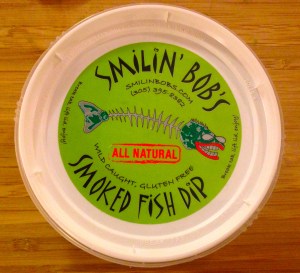 SMILIN' BOB'S
SMILINBOBS.COM
ALL NATURAL
WILD CAUGHT, GLUTEN FREE
SMOKED FISH DIP